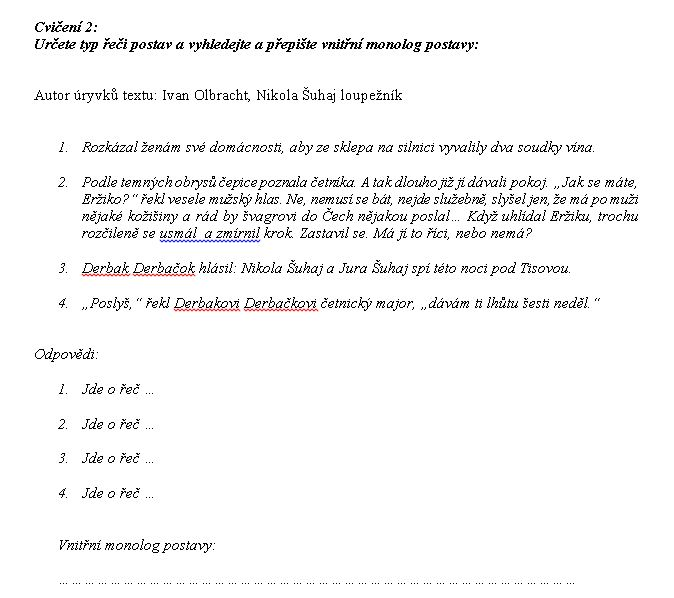 Cvičení 2:
Určete typ řeči postav a vyhledejte a přepište vnitřní monolog postavy:
Autor úryvků textu: Ivan Olbracht, Nikola Šuhaj loupežník
1. Rozkázal ženám své domácnosti, aby ze sklepa na silnici vyvalily dva soudky vína.
2. Podle temných obrysů čepice poznala četníka. A tak dlouho již jí dávali pokoj. „Jak se máte,
Eržiko?“ řekl vesele mužský hlas. Ne, nemusí se bát, nejde služebně, slyšel jen, že má po muži
nějaké kožišiny a rád by švagrovi do Čech nějakou poslal… Když uhlídal Eržiku, trochu
rozčileně se usmál  a zmírnil krok. Zastavil se. Má jí to říci, nebo nemá?
3. Derbak Derbačok hlásil: Nikola Šuhaj a Jura Šuhaj spí této noci pod Tisovou.
4. „Poslyš,“ řekl Derbakovi Derbačkovi četnický major, „dávám ti lhůtu šesti neděl.“
Odpovědi:
1. Jde o řeč …
2. Jde o řeč …
3. Jde o řeč …
4. Jde o řeč …
Vnitřní monolog postavy:
……………………………………………………………………………………………………………